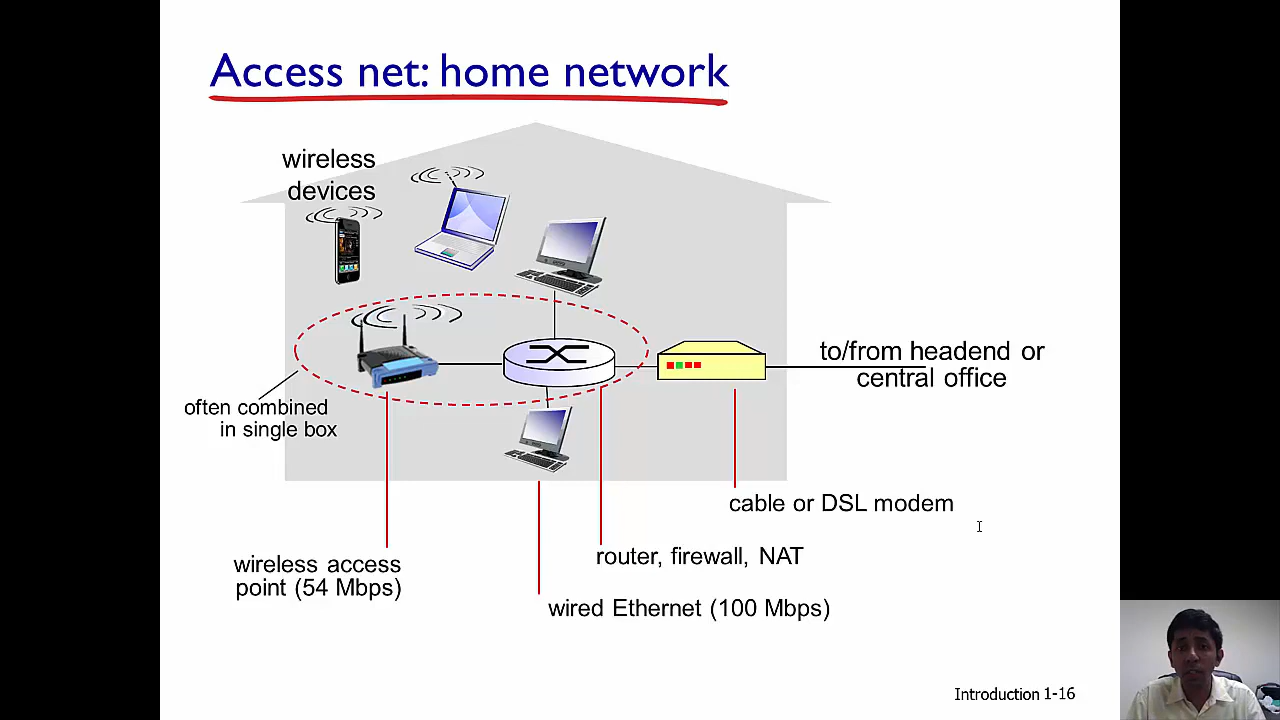 Access net: home network
wireless
devices
to/from headend or
central office
often combined
in single box
cable or DSL modem
router, firewall, NAT
wireless access
point (54 Mbps)
wired Ethernet (100 Mbps)
Introduction 1-16